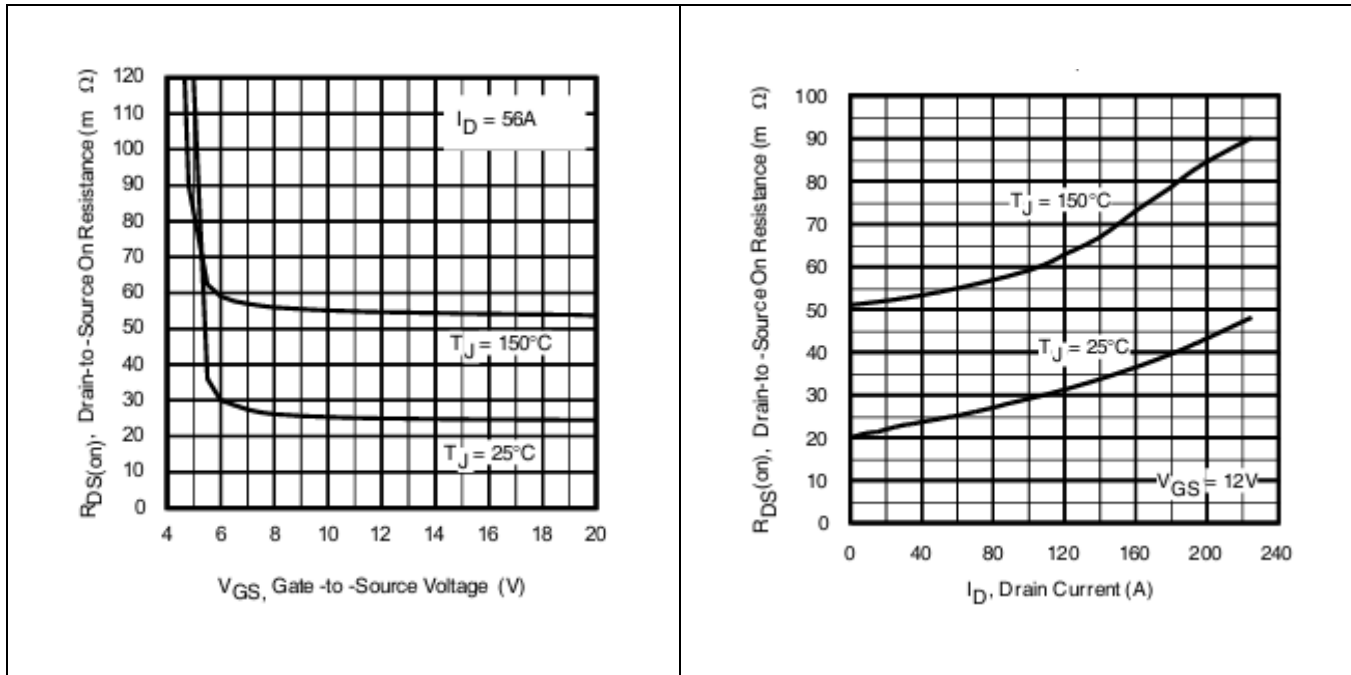 R_DS(on), Drain-to -Source On Resistance (m Ω)
120
110
100
90
80
70
60
50
40
30
20
10
0
I_D = 56A
T_J = 150°C
T_J = 25°C
4 6 8 10 12 14 16 18 20
V_GS, Gate -to -Source Voltage (V)
R_DS(on), Drain-to -Source On Resistance (m Ω)
100
90
80
70
60
50
40
30
20
10
0
T_J = 150°C
T_J = 25°C
V_GS = 12V
0 40 80 120 160 200 240
I_D, Drain Current (A)